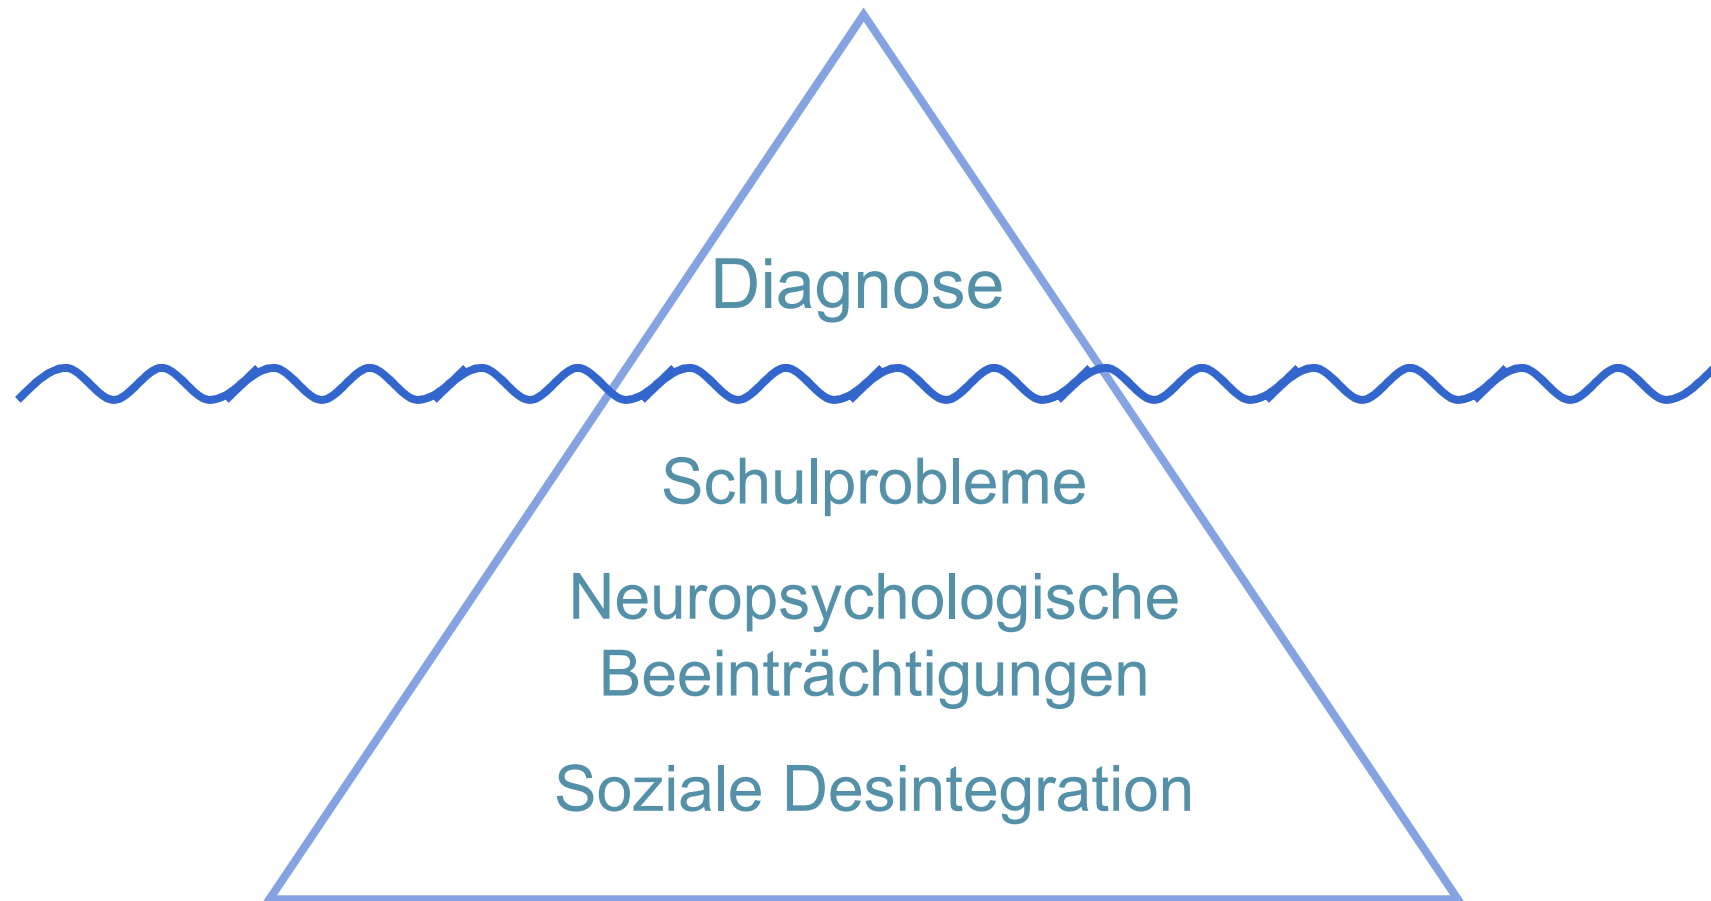 Diagnose
Schulprobleme
Neuropsychologische
Beeinträchtigungen
Soziale Desintegration